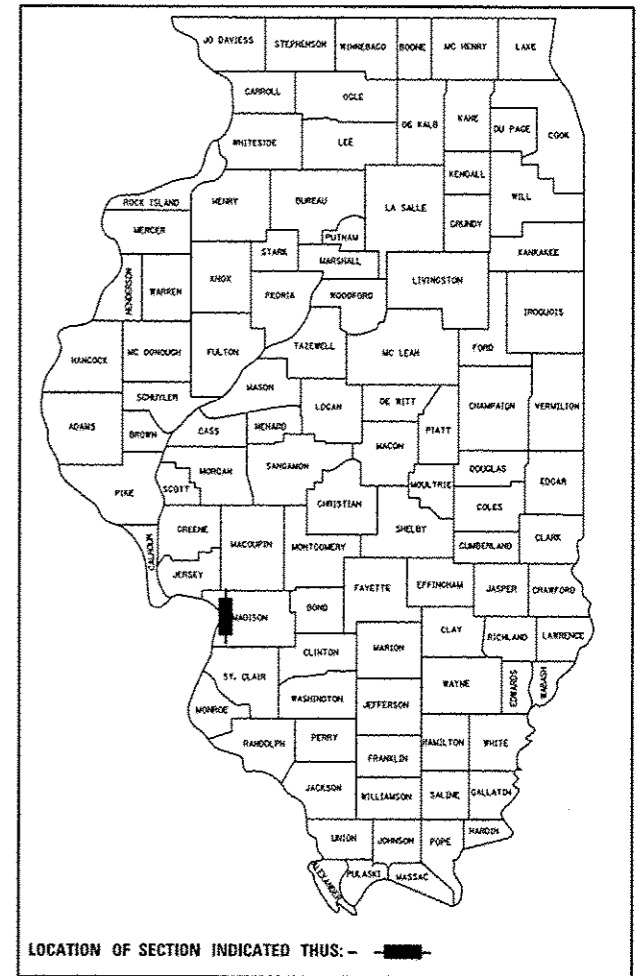 JO DAVIESS STEPHENSON WINNEBAGO BOONE MC HENRY LAKE
CARROLL OGLE
DE KALB KANE DU PAGE COOK
WHITESIDE LEE
KENDALL WILL
ROCK ISLAND HENRY BUREAU LA SALLE GRUNDY
MERCER PUTNAM
STARK MARSHALL KANKAKEE
HENDERSON WARREN KNOX LIVINGSTON
PEORIA WOODFORD IROQUOIS
HANCOCK MC DONOUGH FULTON TAZEWELL MC LEAN FORD
MASON
SCHUYLER LOGAN DE WITT CHAMPAIGN VERMILION
ADAMS BROWN CASS MENARD PIATT
MACON
MORGAN SANGAMON DOUGLAS
PIKE SCOTT MOULTRIE EDGAR
CHRISTIAN COLES
GREENE SHELBY
CALHOUN MACOUPIN MONTGOMERY CUMBERLAND CLARK
JERSEY FAYETTE EFFINGHAM JASPER CRAWFORD
MADISON BOND
CLAY RICHLAND LAWRENCE
CLINTON MARION
ST. CLAIR WAYNE EDWARDS WABASH
WASHINGTON JEFFERSON
MONROE
RANDOLPH PERRY HAMILTON WHITE
FRANKLIN
JACKSON WILLIAMSON SALINE GALLATIN
UNION JOHNSON POPE HARDIN
ALEXANDER PULASKI MASSAC
LOCATION OF SECTION INDICATED THUS: - - -